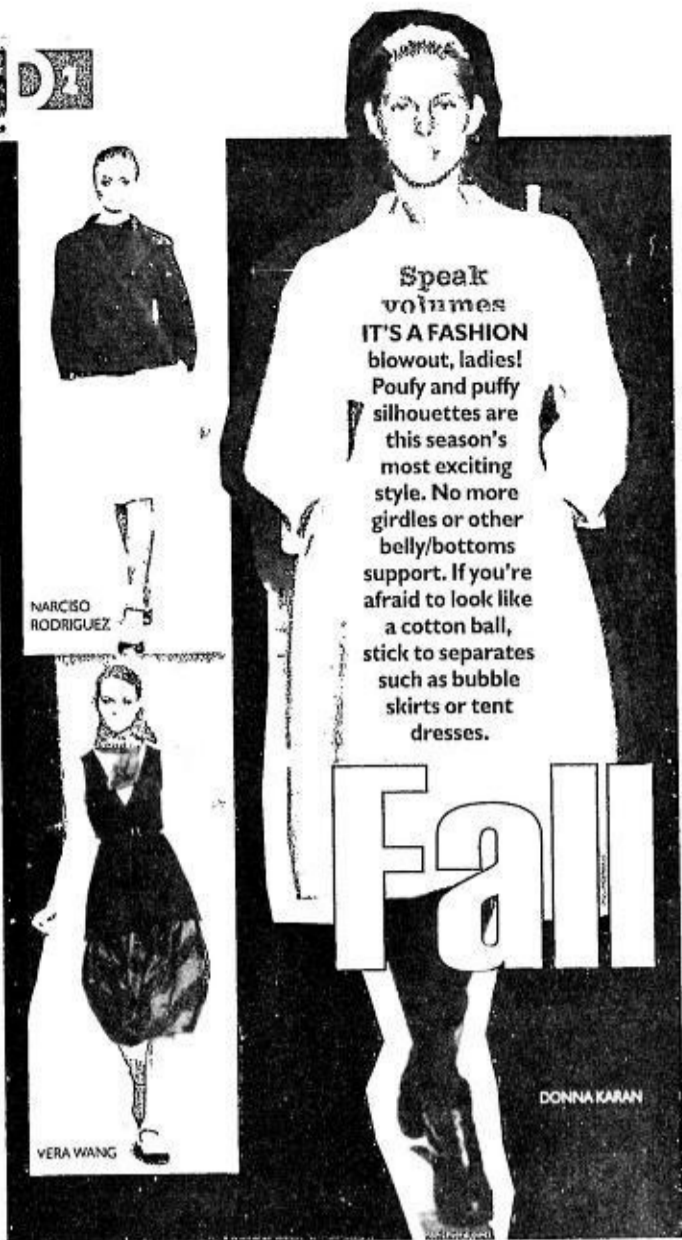 D1
Speak
volumes
IT'S A FASHION
blowout, ladies!
Poufy and puffy
silhouettes are
this season's
most exciting
style. No more
girdles or other
belly/bottoms
support. If you're
afraid to look like
a cotton ball,
stick to separates
such as bubble
skirts or tent
dresses.
NARCISO
RODRIGUEZ
VERA WANG
Fall
DONNA KARAN